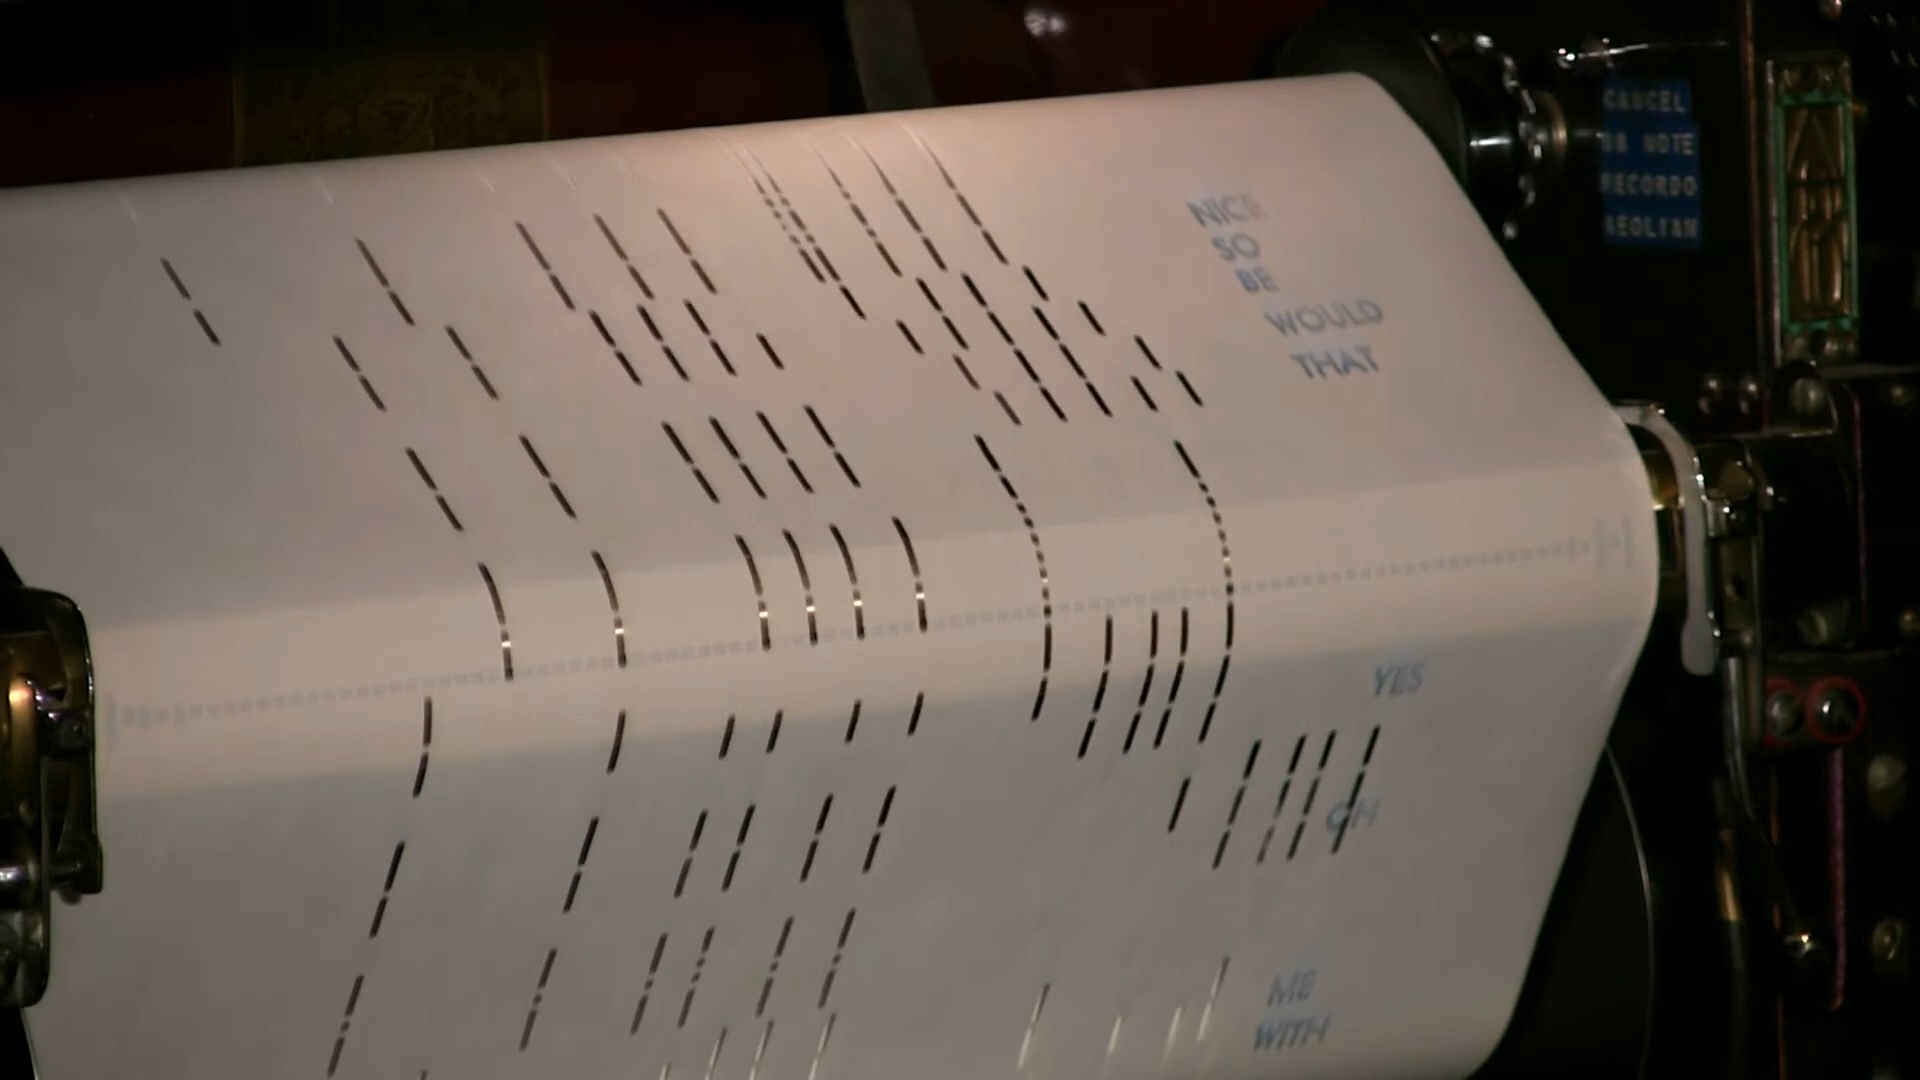 NICE
SO
BE
WOULD
THAT
YES
OH
ME
WITH
CANCEL
88 NOTE
RECORDO
AEOLIAN